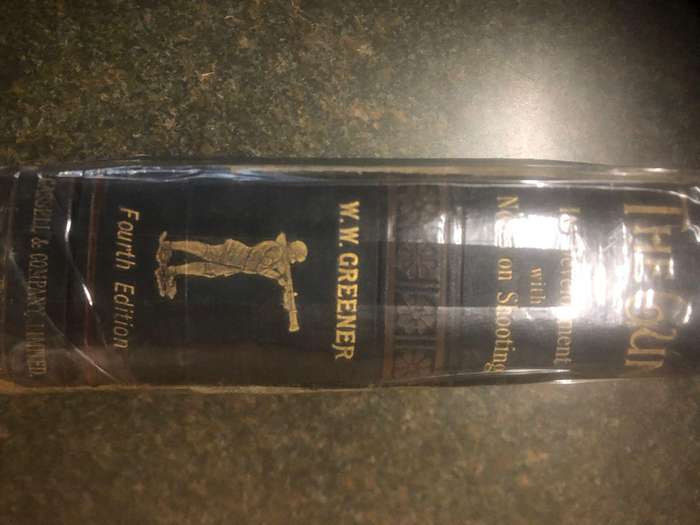 THE GUN
Its Development
with
Notes on Shooting
W. W. GREENER
Fourth Edition
CASSELL & COMPANY, LIMITED.